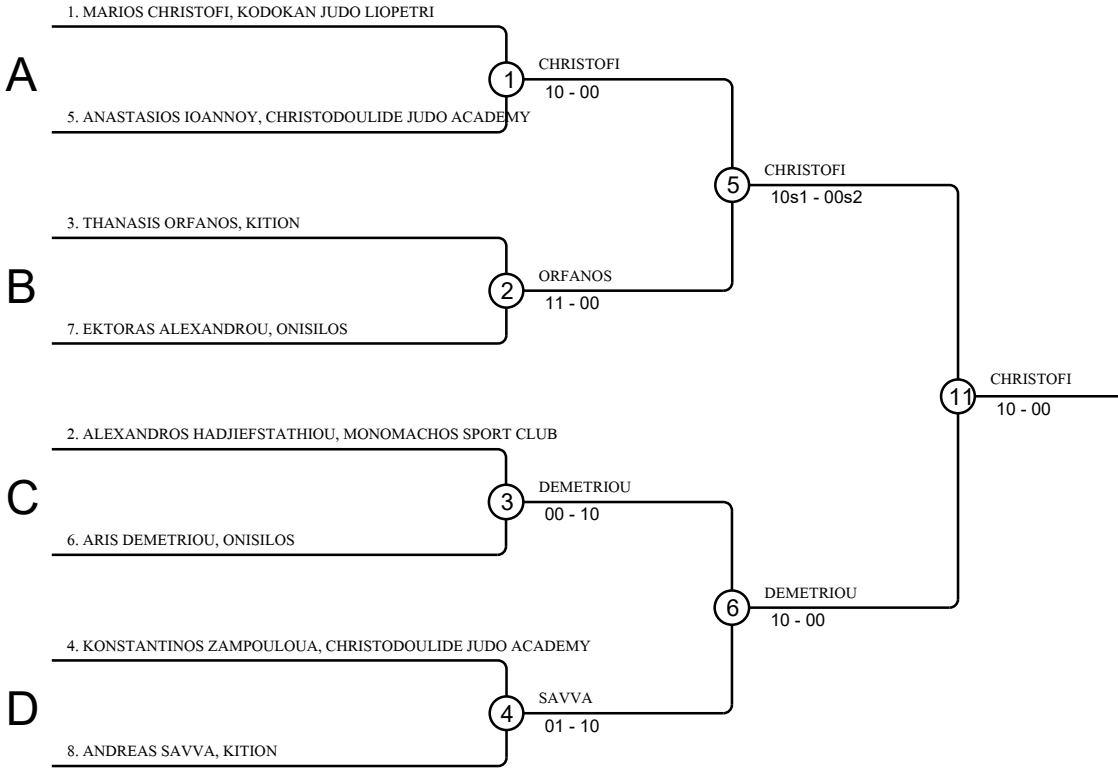 1. MARIOS CHRISTOFI, KODOKAN JUDO LIOPETRI
A
1
CHRISTOFI
10 - 00
5. ANASTASIOS IOANNOY, CHRISTODOULIDE JUDO ACADEMY
5
CHRISTOFI
10s1 - 00s2
3. THANASIS ORFANOS, KITION
B
2
ORFANOS
11 - 00
7. EKTORAS ALEXANDROU, ONISILOS
11
CHRISTOFI
10 - 00
2. ALEXANDROS HADJIEFSTATHIOU, MONOMACHOS SPORT CLUB
C
3
DEMETRIOU
00 - 10
6. ARIS DEMETRIOU, ONISILOS
6
DEMETRIOU
10 - 00
4. KONSTANTINOS ZAMPOULOUA, CHRISTODOULIDE JUDO ACADEMY
D
4
SAVVA
01 - 10
8. ANDREAS SAVVA, KITION